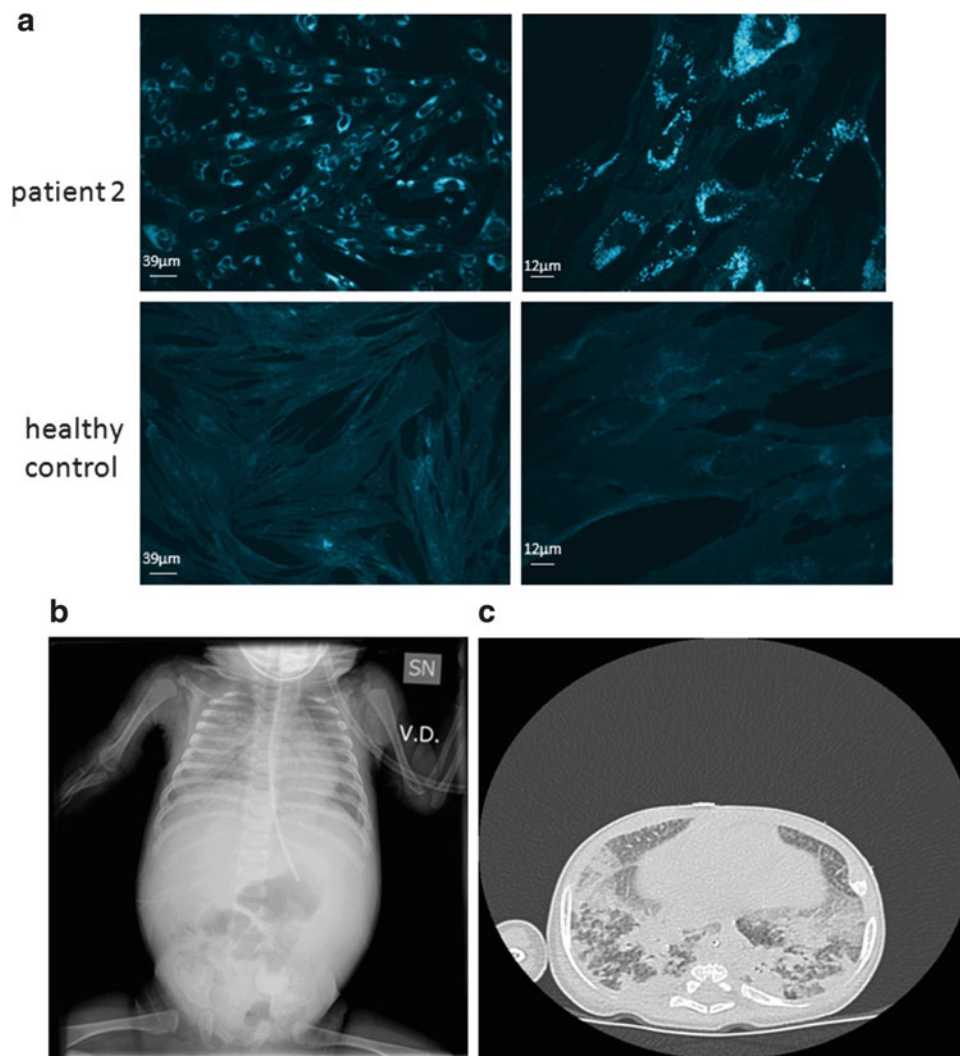 a
patient 2
39µm
12µm
healthy
control
39µm
12µm
b
c
SN
V.D.